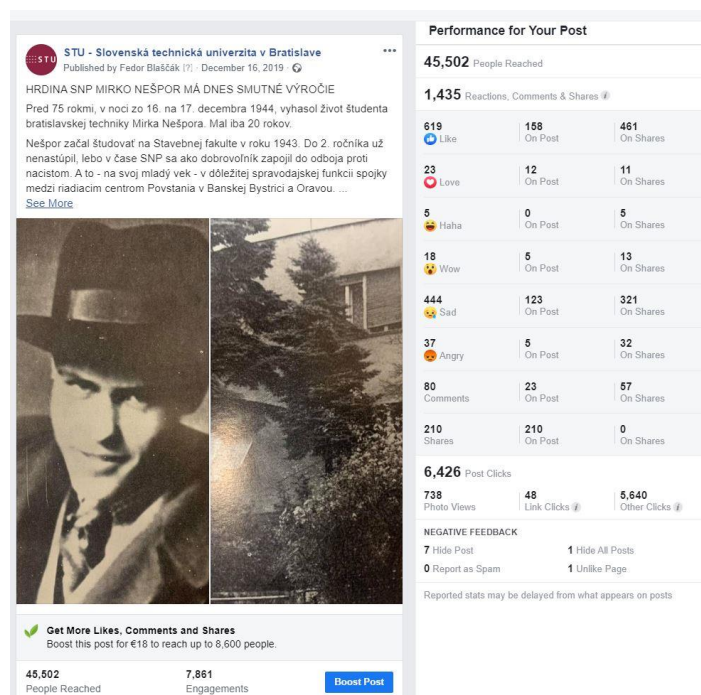 STU
STU - Slovenská technická univerzita v Bratislave
Published by Fedor Blaščák [?] · December 16, 2019 ·
HRDINA SNP MIRKO NEŠPOR MÁ DNES SMUTNÉ VÝROČIE
Pred 75 rokmi, v noci zo 16. na 17. decembra 1944, vyhasol život študenta
bratislavskej techniky Mirka Nešpora. Mal iba 20 rokov.
Nešpor začal študovať na Stavebnej fakulte v roku 1943. Do 2. ročníka už
nenastúpil, lebo v čase SNP sa ako dobrovoľník zapojil do odboja proti
nacistom. A to - na svoj mladý vek - v dôležitej spravodajskej funkcii spojky
medzi riadiacim centrom Povstania v Banskej Bystrici a Oravou. ...
See More
Get More Likes, Comments and Shares
Boost this post for €18 to reach up to 8,600 people.
45,502 7,861
People Reached Engagements
Boost Post
Performance for Your Post
45,502 People Reached
1,435 Reactions, Comments & Shares
619 158 461
Like On Post On Shares
23 12 11
Love On Post On Shares
5 0 5
Haha On Post On Shares
18 5 13
Wow On Post On Shares
444 123 321
Sad On Post On Shares
37 5 32
Angry On Post On Shares
80 23 57
Comments On Post On Shares
210 210 0
Shares On Post On Shares
6,426 Post Clicks
738 48 5,640
Photo Views Link Clicks Other Clicks
NEGATIVE FEEDBACK
7 Hide Post 1 Hide All Posts
0 Report as Spam 1 Unlike Page
Reported stats may be delayed from what appears on posts